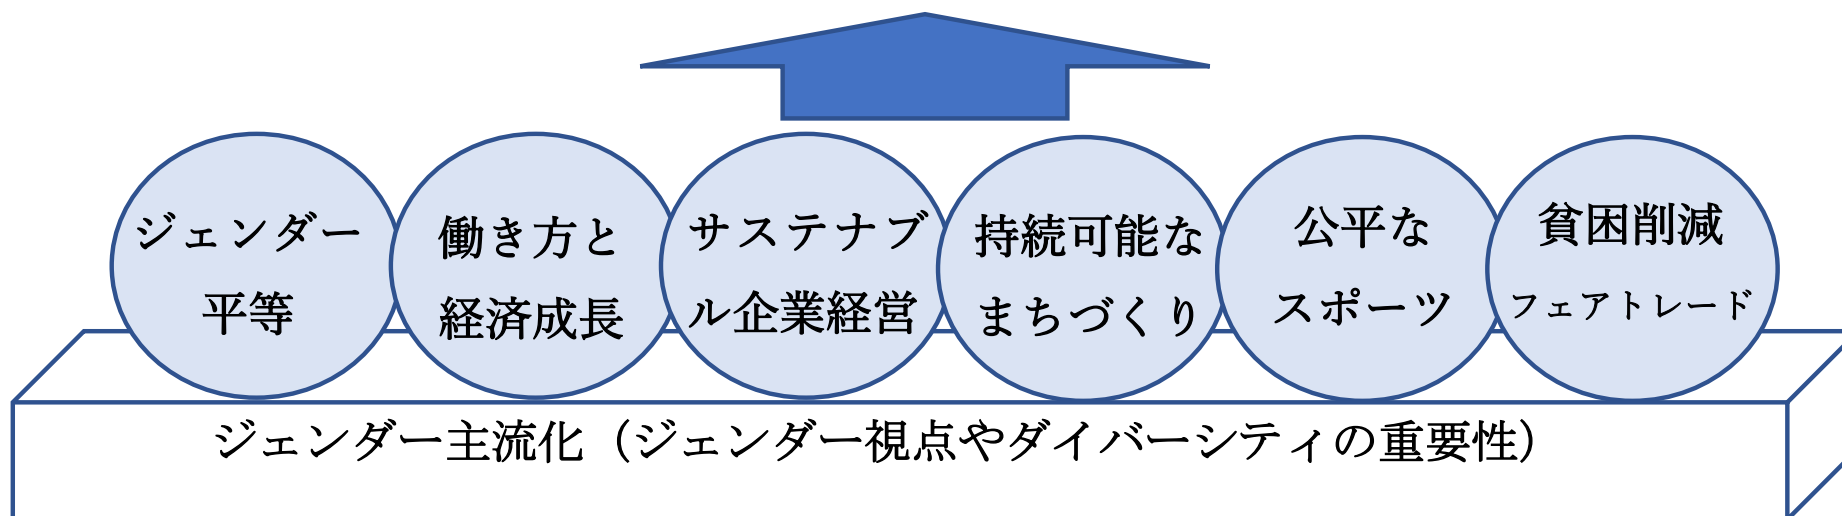 ジェンダー
平等
働き方と
経済成長
サステナブ
ル企業経営
持続可能な
まちづくり
公平な
スポーツ
貧困削減
フェアトレード
ジェンダー主流化（ジェンダー視点やダイバーシティの重要性）